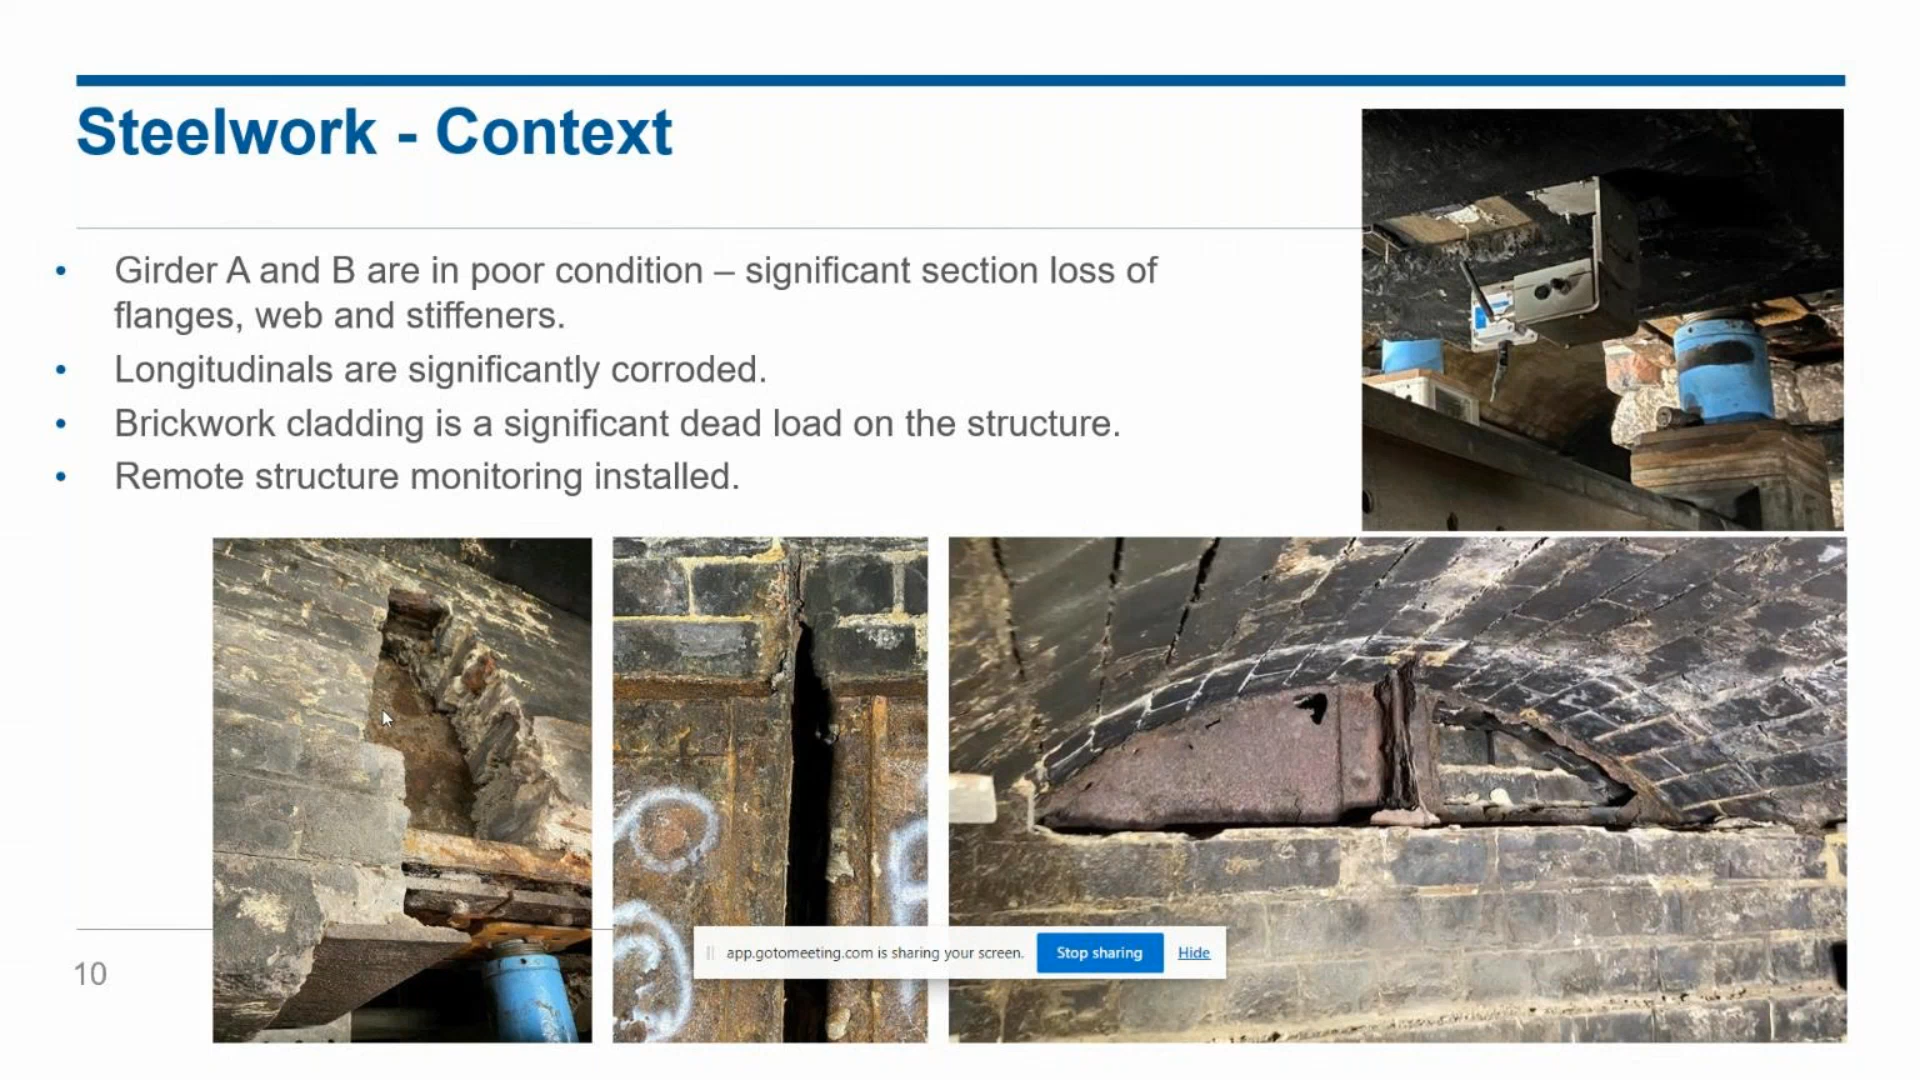 Steelwork - Context
• Girder A and B are in poor condition – significant section loss of
flanges, web and stiffeners.
• Longitudinals are significantly corroded.
• Brickwork cladding is a significant dead load on the structure.
• Remote structure monitoring installed.
app.gotomeeting.com is sharing your screen. Stop sharing Hide
10